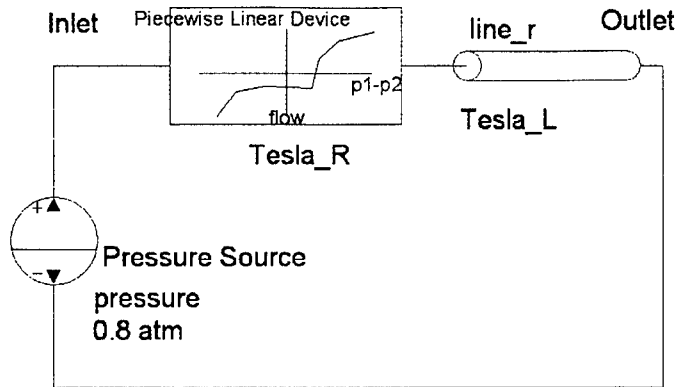 Inlet
Piecewise Linear Device
line_r
Outlet
p1-p2
flow
Tesla_R
Tesla_L
+
−
Pressure Source
pressure
0.8 atm